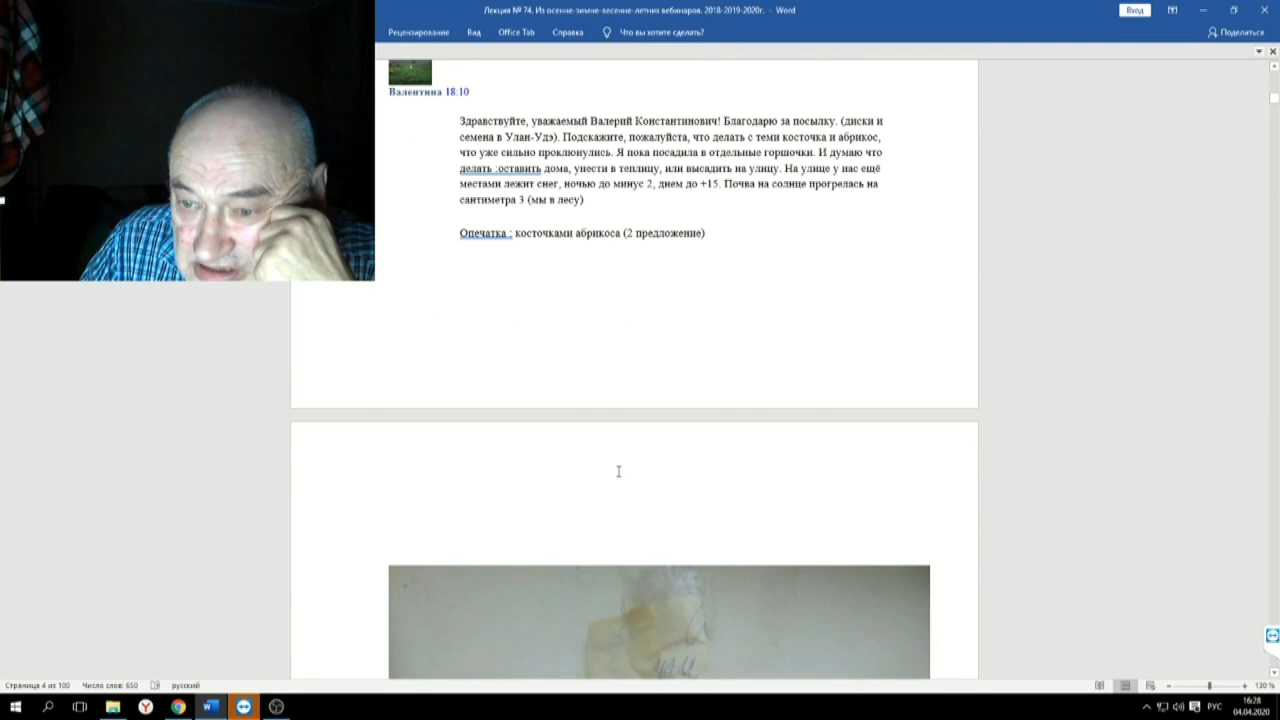 Лекция № 74. Из осенне-зимне-весенне-летних вебинаров. 2018-2019-2020г. - Word
Вход
Рецензирование Вид Office Tab Справка Что вы хотите сделать? Поделиться
Валентина 18:10
Здравствуйте, уважаемый Валерий Константинович! Благодарю за посылку. (диски и
семена в Улан-Удэ). Подскажите, пожалуйста, что делать с теми косточка и абрикос,
что уже сильно проклюнулись. Я пока посадила в отдельные горшочки. И думаю что
делать :оставить дома, унести в теплицу, или высадить на улицу. На улице у нас ещё
местами лежит снег, ночью до минус 2, днем до +15. Почва на солнце прогрелась на
сантиметра 3 (мы в лесу)
Опечатка : косточками абрикоса (2 предложение)
Страница 4 из 100 Число слов: 650 русский 130 %
РУС
16:28
04.04.2020